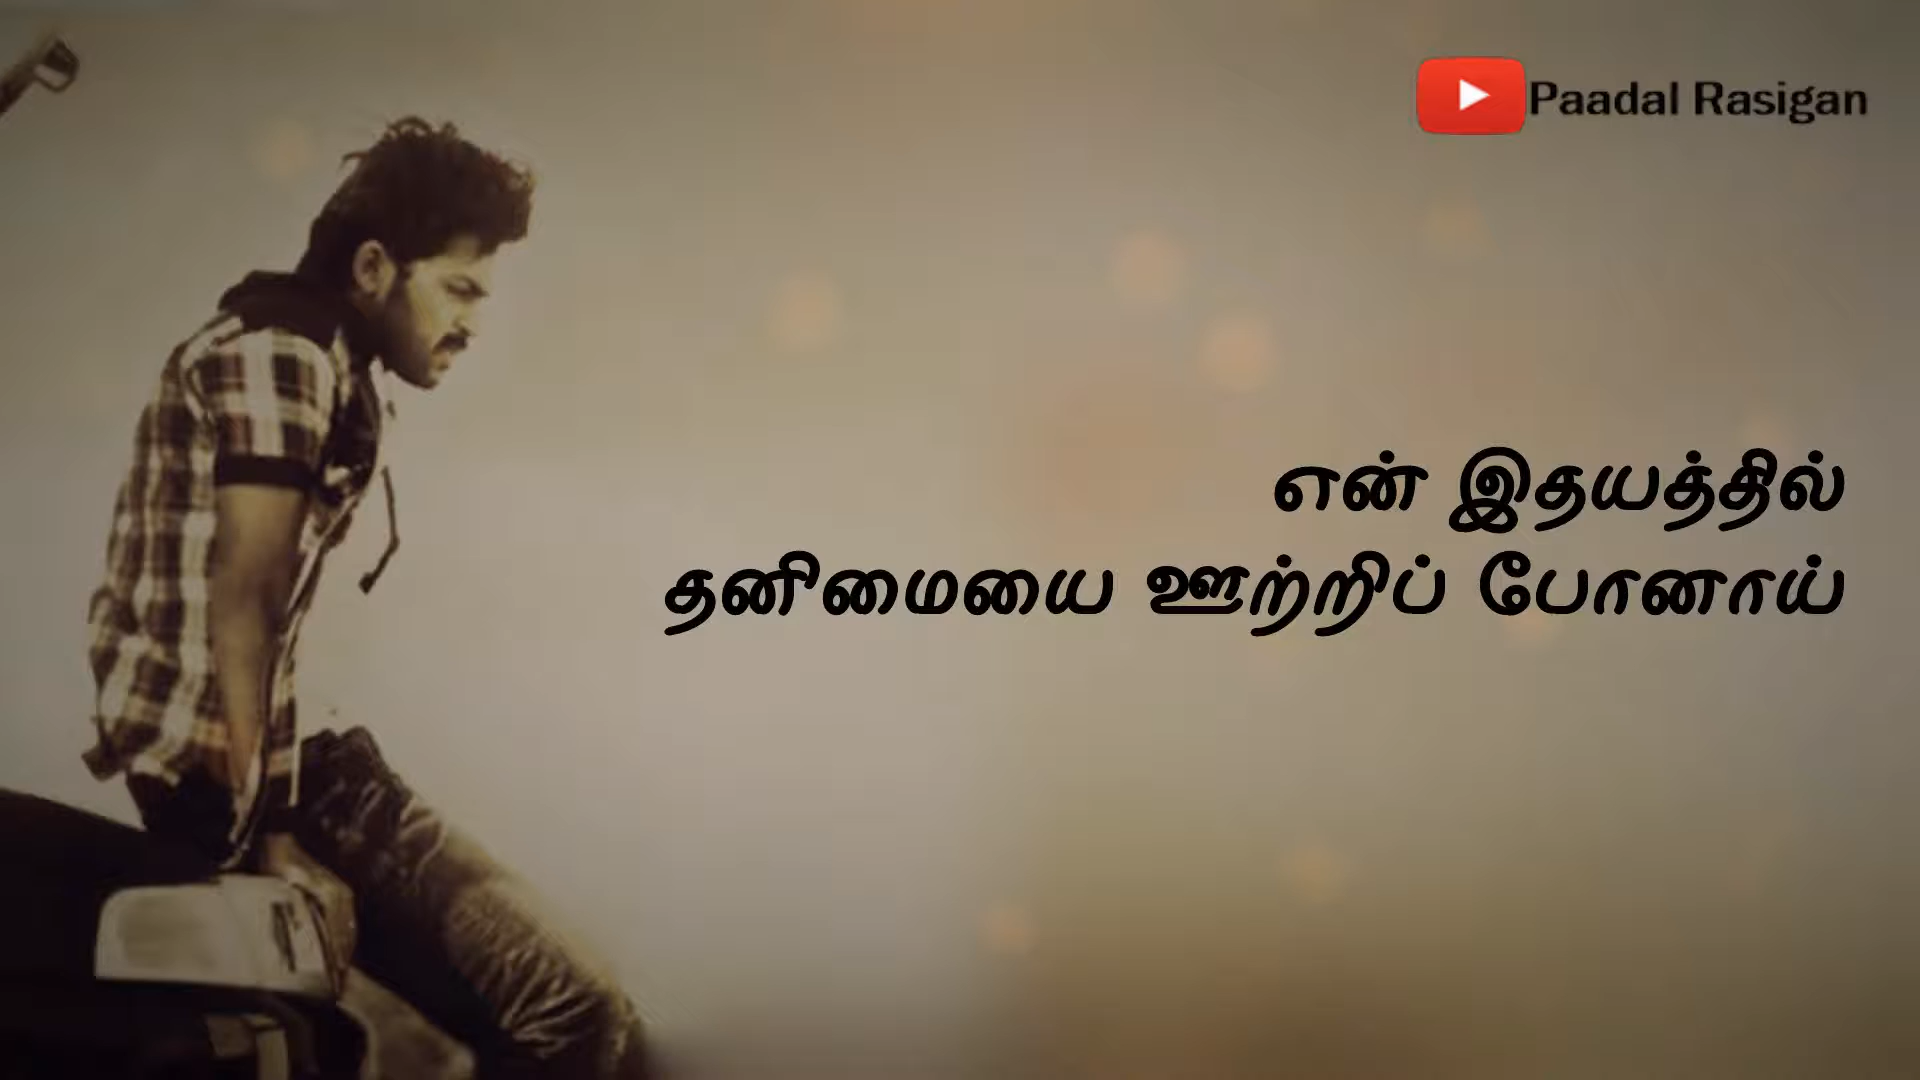 Paadal Rasigan
என் இதயத்தில்
தனிமையை ஊற்றிப் போனாய்